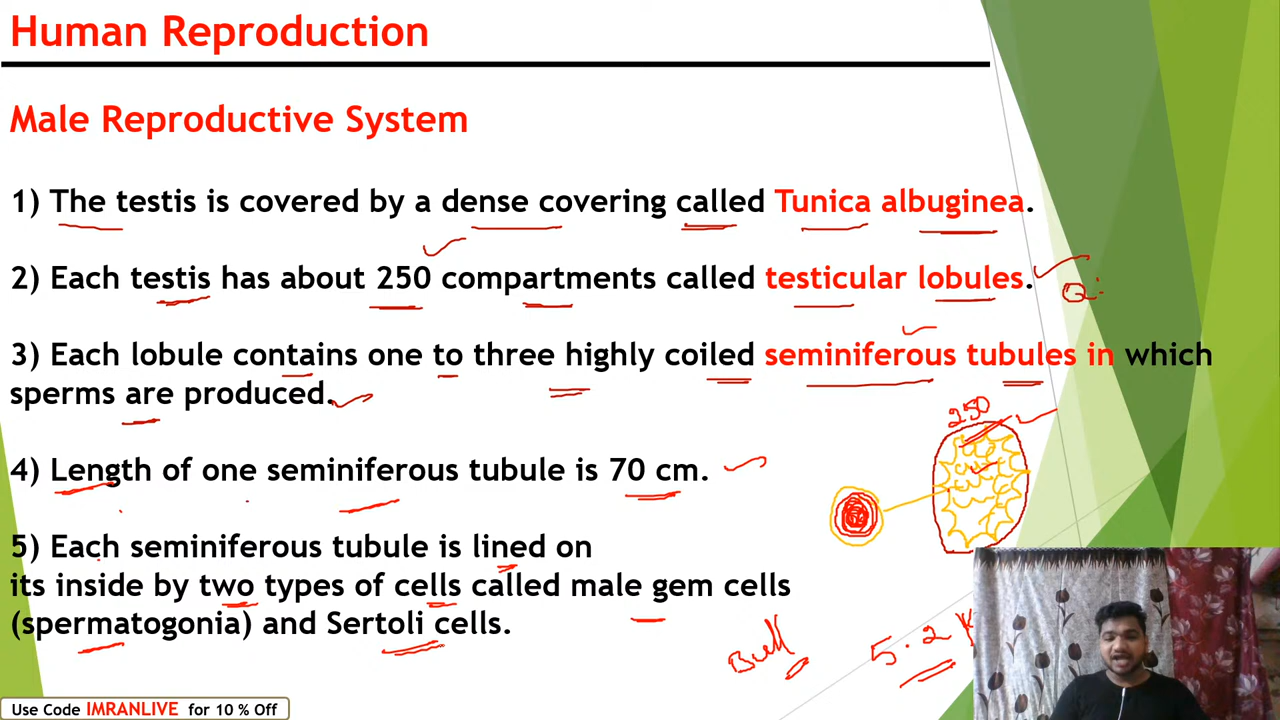 Human Reproduction
Male Reproductive System
1) The testis is covered by a dense covering called Tunica albuginea.
2) Each testis has about 250 compartments called testicular lobules.
Q:
3) Each lobule contains one to three highly coiled seminiferous tubules in which
sperms are produced.
250
4) Length of one seminiferous tubule is 70 cm.
5) Each seminiferous tubule is lined on
its inside by two types of cells called male gem cells
(spermatogonia) and Sertoli cells.
5.2
Use Code IMRANLIVE for 10 % Off